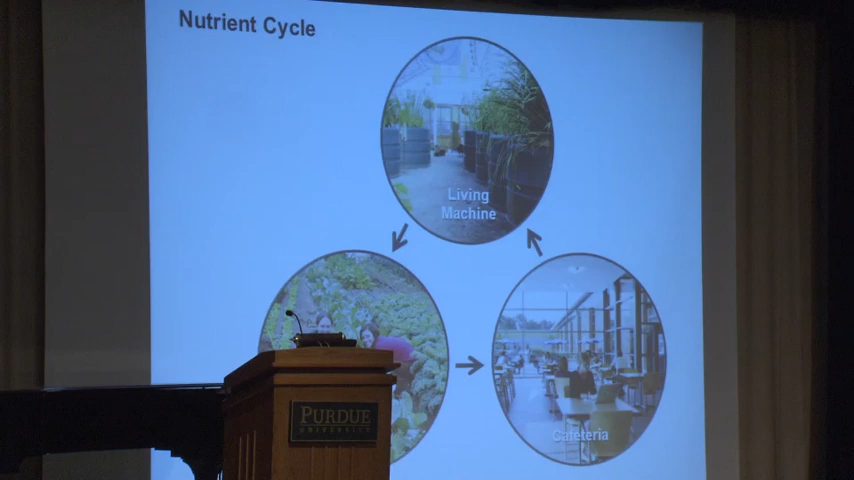 Nutrient Cycle
Living
Machine
Cafeteria
PURDUE
UNIVERSITY